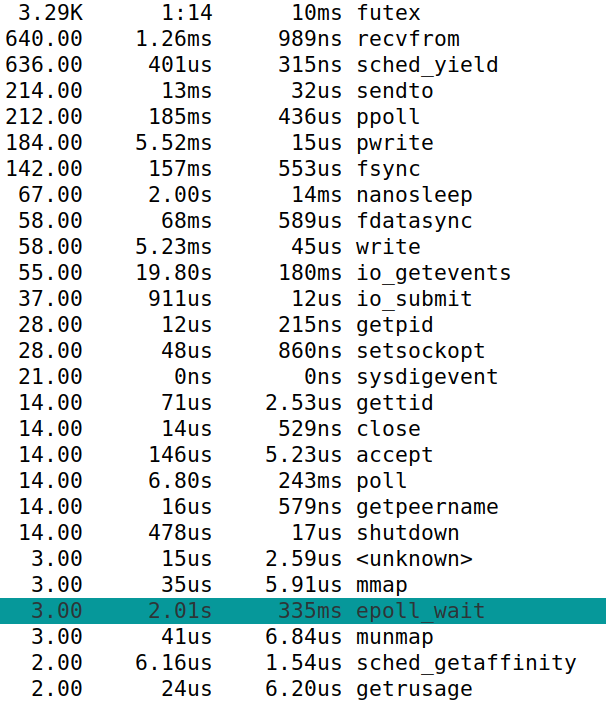 3.29K 1:14 10ms futex
640.00 1.26ms 989ns recvfrom
636.00 401us 315ns sched_yield
214.00 13ms 32us sendto
212.00 185ms 436us ppoll
184.00 5.52ms 15us pwrite
142.00 157ms 553us fsync
67.00 2.00s 14ms nanosleep
58.00 68ms 589us fdatasync
58.00 5.23ms 45us write
55.00 19.80s 180ms io_getevents
37.00 911us 12us io_submit
28.00 12us 215ns getpid
28.00 48us 860ns setsockopt
21.00 0ns 0ns sysdigevent
14.00 71us 2.53us gettid
14.00 14us 529ns close
14.00 146us 5.23us accept
14.00 6.80s 243ms poll
14.00 16us 579ns getpeername
14.00 478us 17us shutdown
3.00 15us 2.59us <unknown>
3.00 35us 5.91us mmap
3.00 2.01s 335ms epoll_wait
3.00 41us 6.84us munmap
2.00 6.16us 1.54us sched_getaffinity
2.00 24us 6.20us getrusage